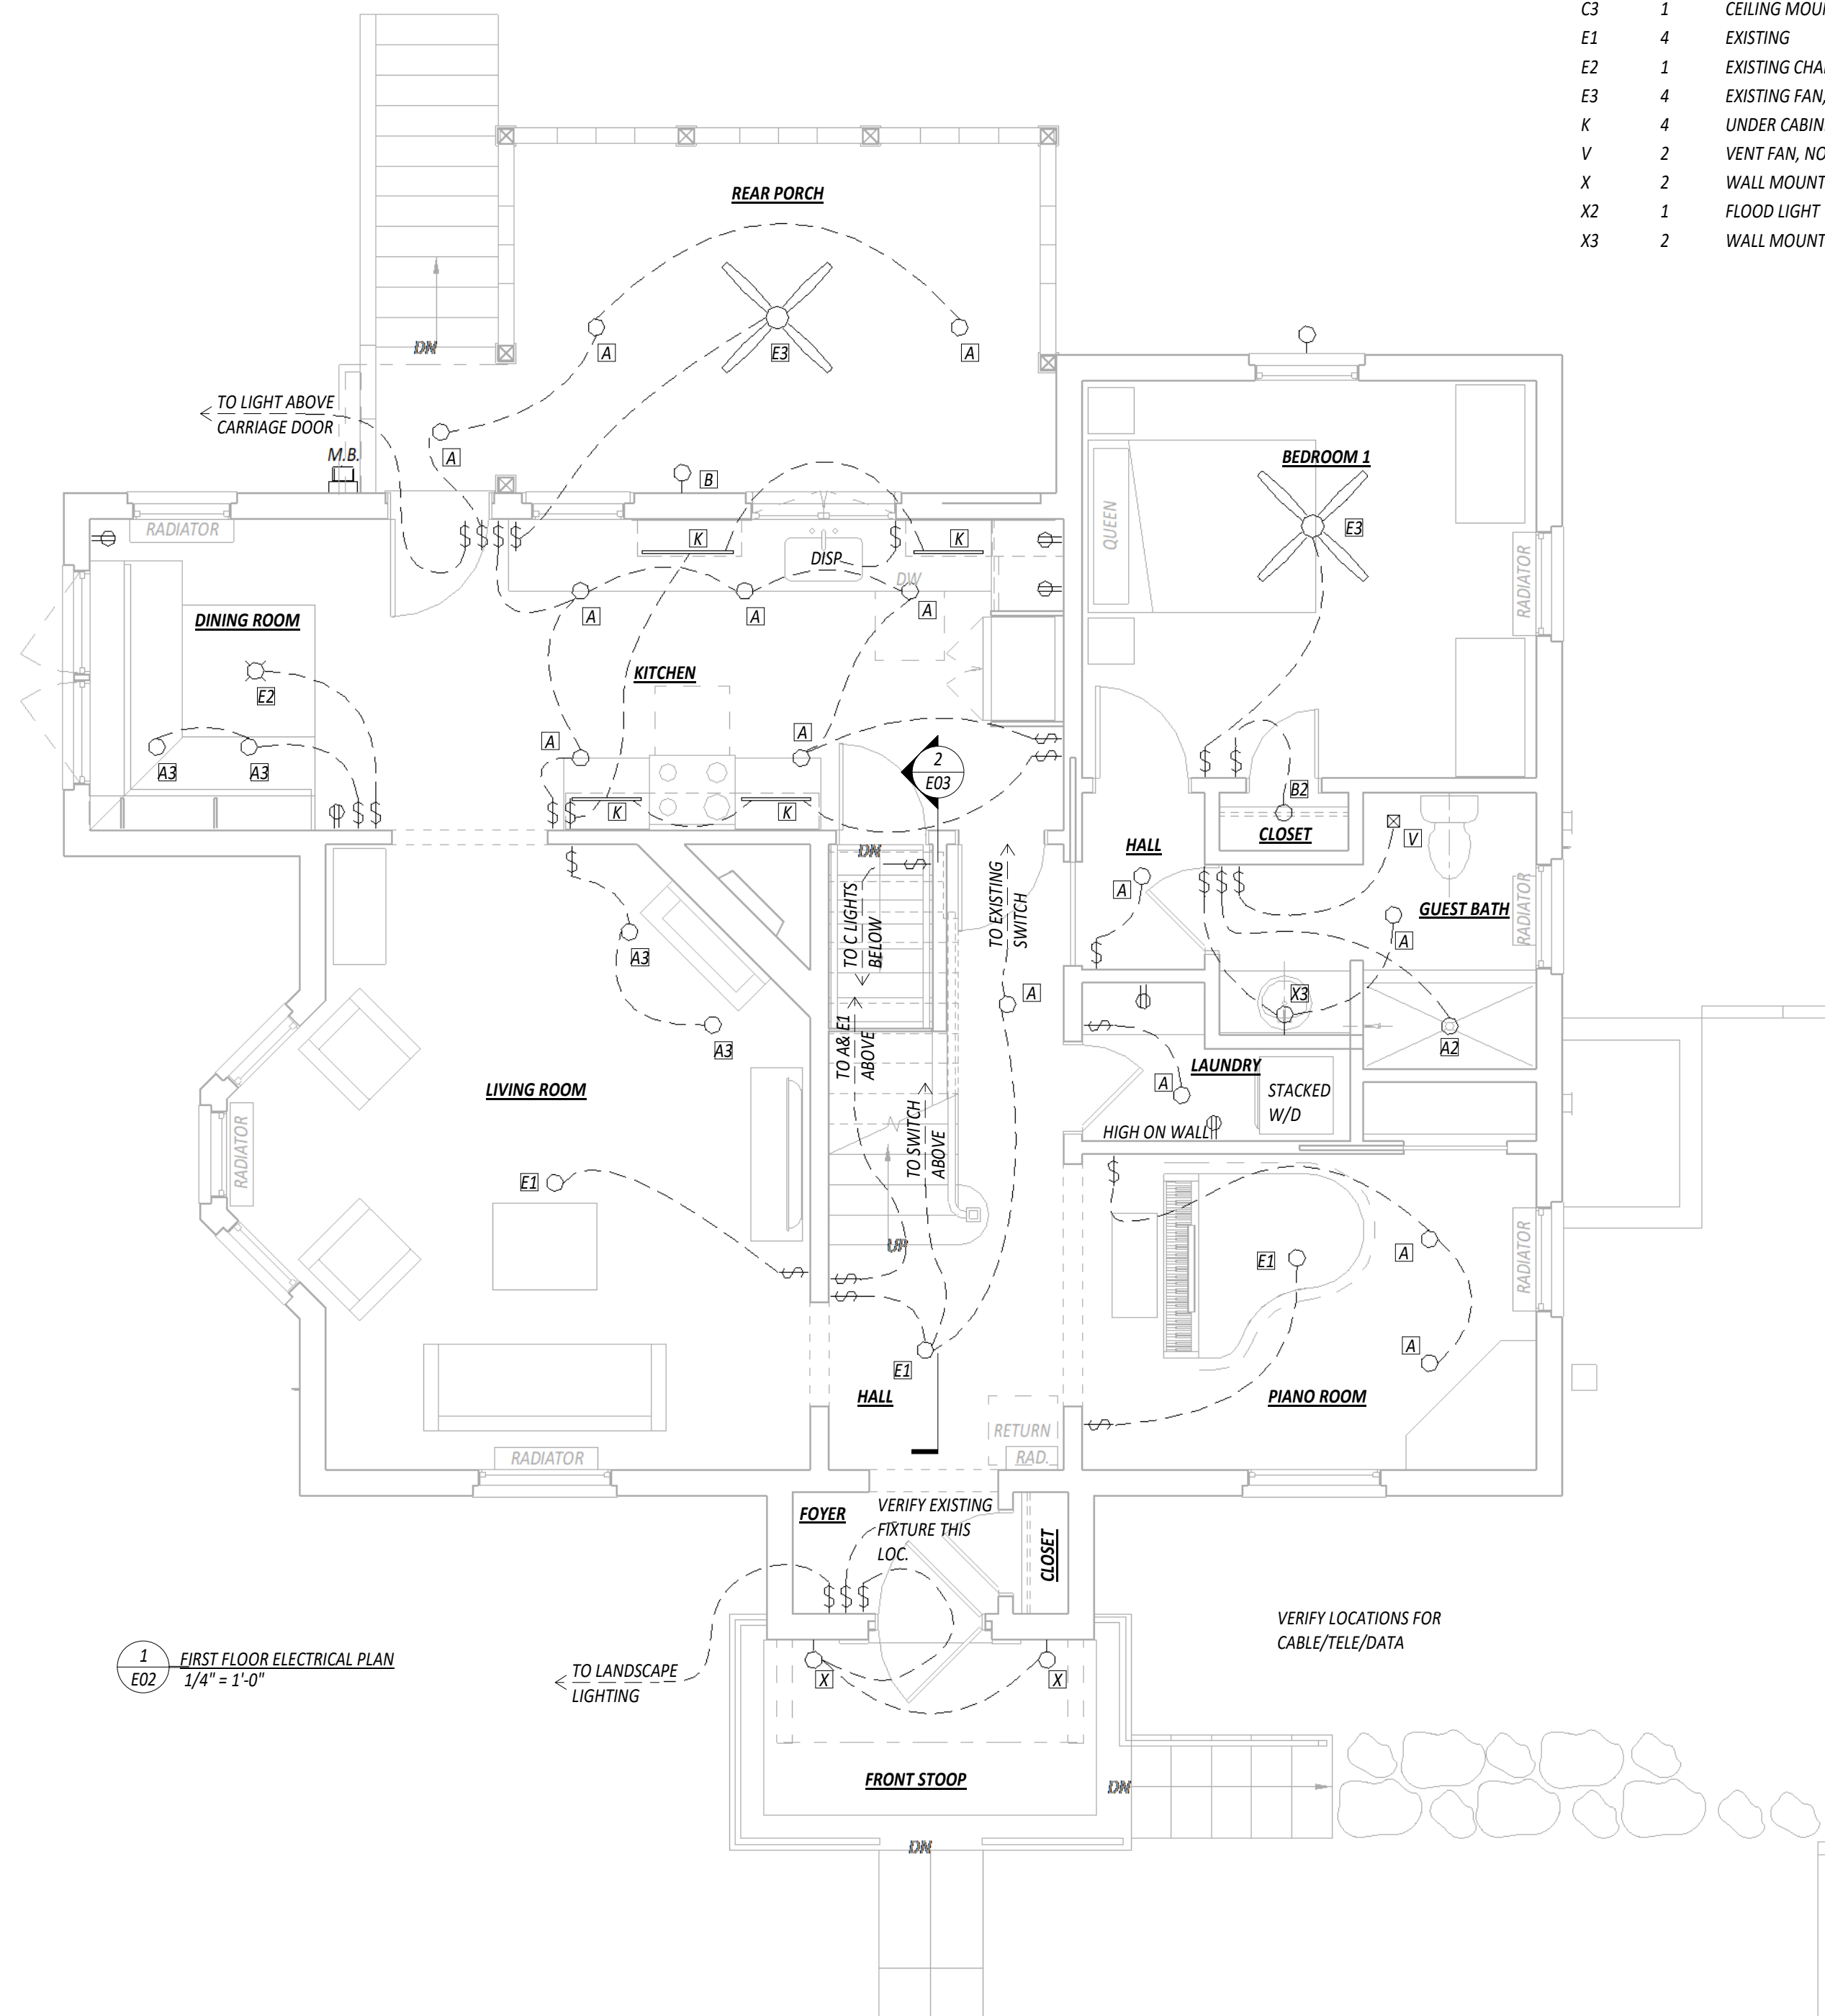 C3 1 CEILING MOU
E1 4 EXISTING
E2 1 EXISTING CHA
E3 4 EXISTING FAN,
K 4 UNDER CABIN
V 2 VENT FAN, NO
X 2 WALL MOUNT
X2 1 FLOOD LIGHT
X3 2 WALL MOUNT
REAR PORCH
A
E3
A
DN
TO LIGHT ABOVE
CARRIAGE DOOR
M.B.
A
B
BEDROOM 1
QUEEN
E3
RADIATOR
RADIATOR
K
DISP
K
DW
A
A
A
DINING ROOM
E2
KITCHEN
A3
A3
A
A
K
K
2
E03
B2
CLOSET
HALL
A
V
GUEST BATH
RADIATOR
A
DN
TO C LIGHTS
BELOW
TO EXISTING
SWITCH
A3
A3
A
X3
A2
TO A& E1
ABOVE
LIVING ROOM
TO SWITCH
ABOVE
LAUNDRY
A
STACKED
W/D
HIGH ON WALL
RADIATOR
E1
UP
E1
A
RADIATOR
A
E1
HALL
PIANO ROOM
RETURN
RAD.
RADIATOR
FOYER
VERIFY EXISTING
FIXTURE THIS
LOC.
CLOSET
1
E02
FIRST FLOOR ELECTRICAL PLAN
1/4" = 1'-0"
TO LANDSCAPE
LIGHTING
X
X
VERIFY LOCATIONS FOR
CABLE/TELE/DATA
FRONT STOOP
DN
DN